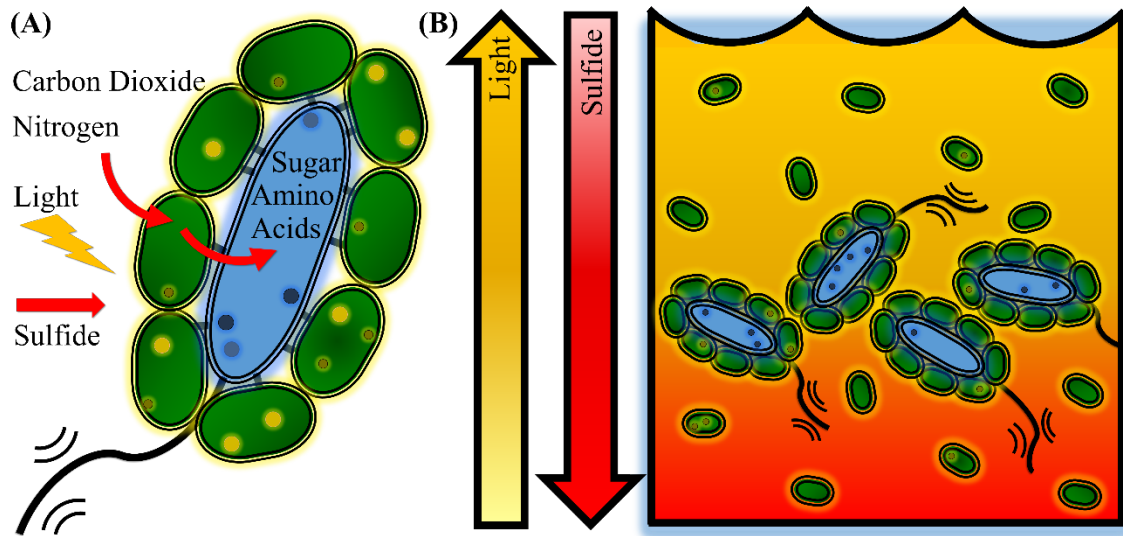 (A)
Carbon Dioxide
Nitrogen
Light
Sulfide
Sugar
Amino
Acids
(B)
Light
Sulfide